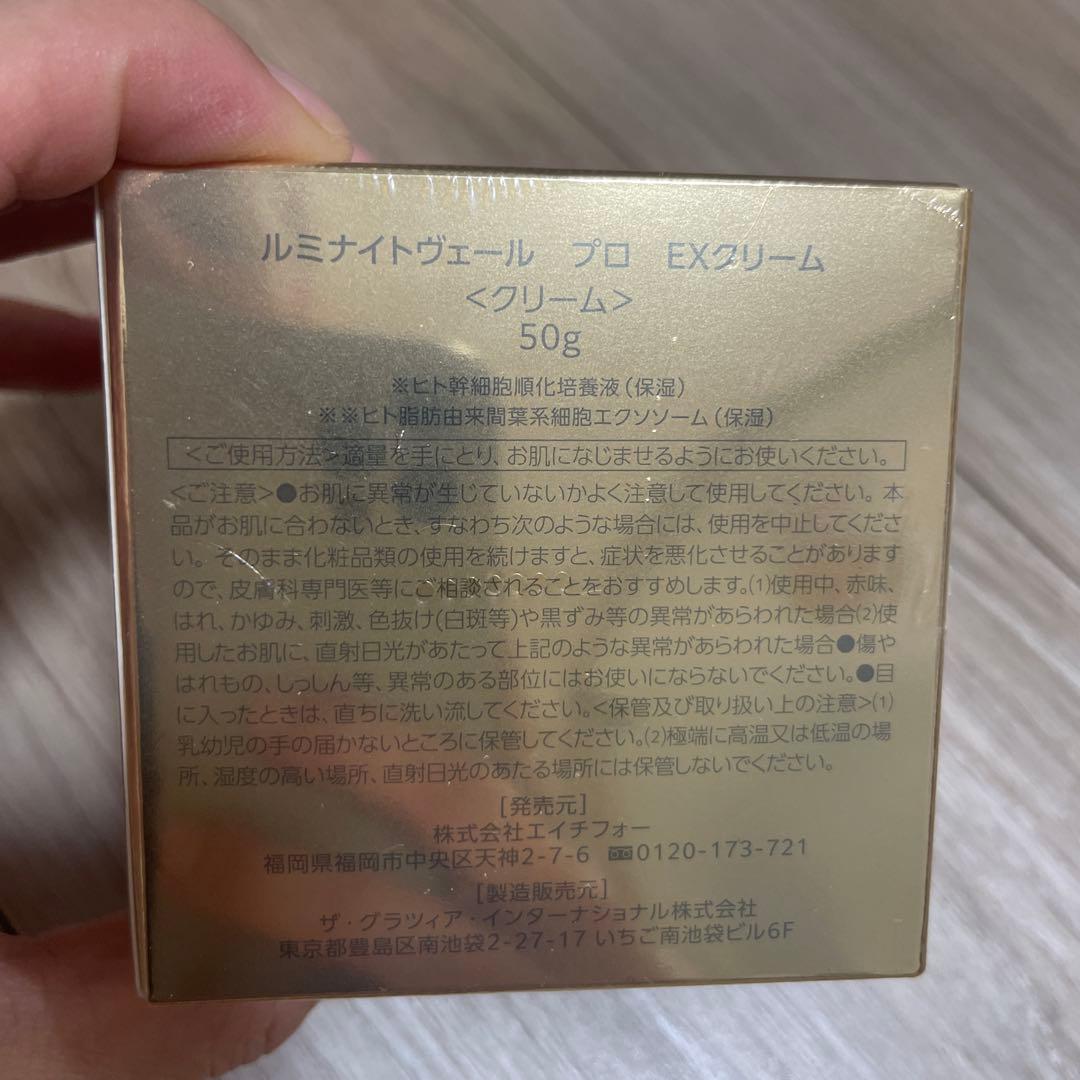 ルミナイトヴェール　プロ　EXクリーム
<クリーム>
50g
※ヒト幹細胞順化培養液（保湿）
※※ヒト脂肪由来間葉系細胞エクソソーム（保湿）
<ご使用方法>適量を手にとり、お肌になじませるようにお使いください。
<ご注意>●お肌に異常が生じていないかよく注意して使用してください。本
品がお肌に合わないとき、すなわち次のような場合には、使用を中止してくださ
い。そのまま化粧品類の使用を続けますと、症状を悪化させることがあります
ので、皮膚科専門医等にご相談されることをおすすめします。(1)使用中、赤味、
はれ、かゆみ、刺激、色抜け(白斑等)や黒ずみ等の異常があらわれた場合(2)使
用したお肌に、直射日光があたって上記のような異常があらわれた場合●傷や
はれもの、しっしん等、異常のある部位にはお使いにならないでください。●目
に入ったときは、直ちに洗い流してください。<保管及び取り扱い上の注意>(1)
乳幼児の手の届かないところに保管してください。(2)極端に高温又は低温の場
所、湿度の高い場所、直射日光のあたる場所には保管しないでください。
[発売元]
株式会社エイチフォー
福岡県福岡市中央区天神2-7-6 0120-173-721
[製造販売元]
ザ・グラツィア・インターナショナル株式会社
東京都豊島区南池袋2-27-17 いちご南池袋ビル6F